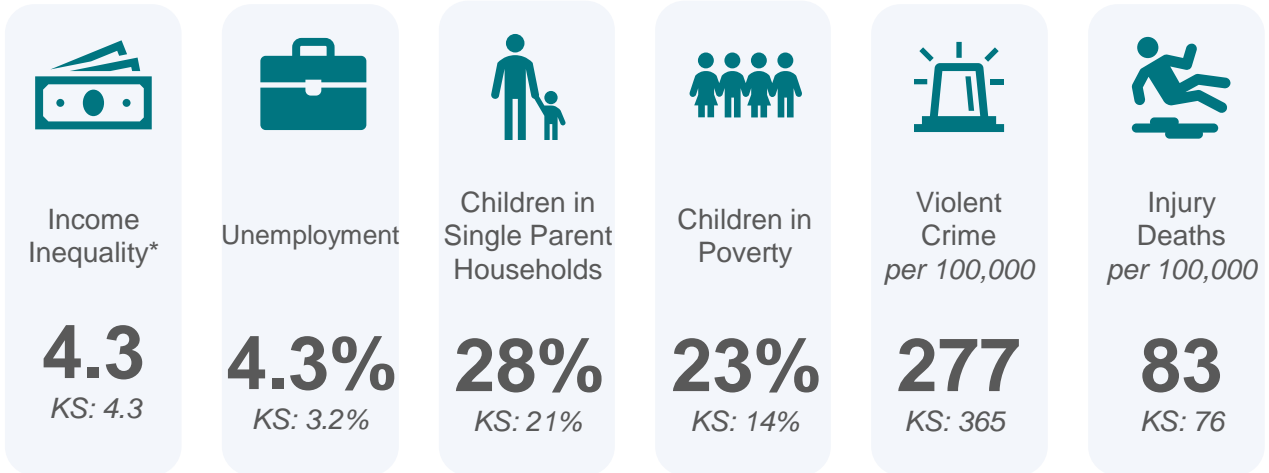 Income
Inequality*
4.3
KS: 4.3
Unemployment
4.3%
KS: 3.2%
Children in
Single Parent
Households
28%
KS: 21%
Children in
Poverty
23%
KS: 14%
Violent
Crime
per 100,000
277
KS: 365
Injury
Deaths
per 100,000
83
KS: 76